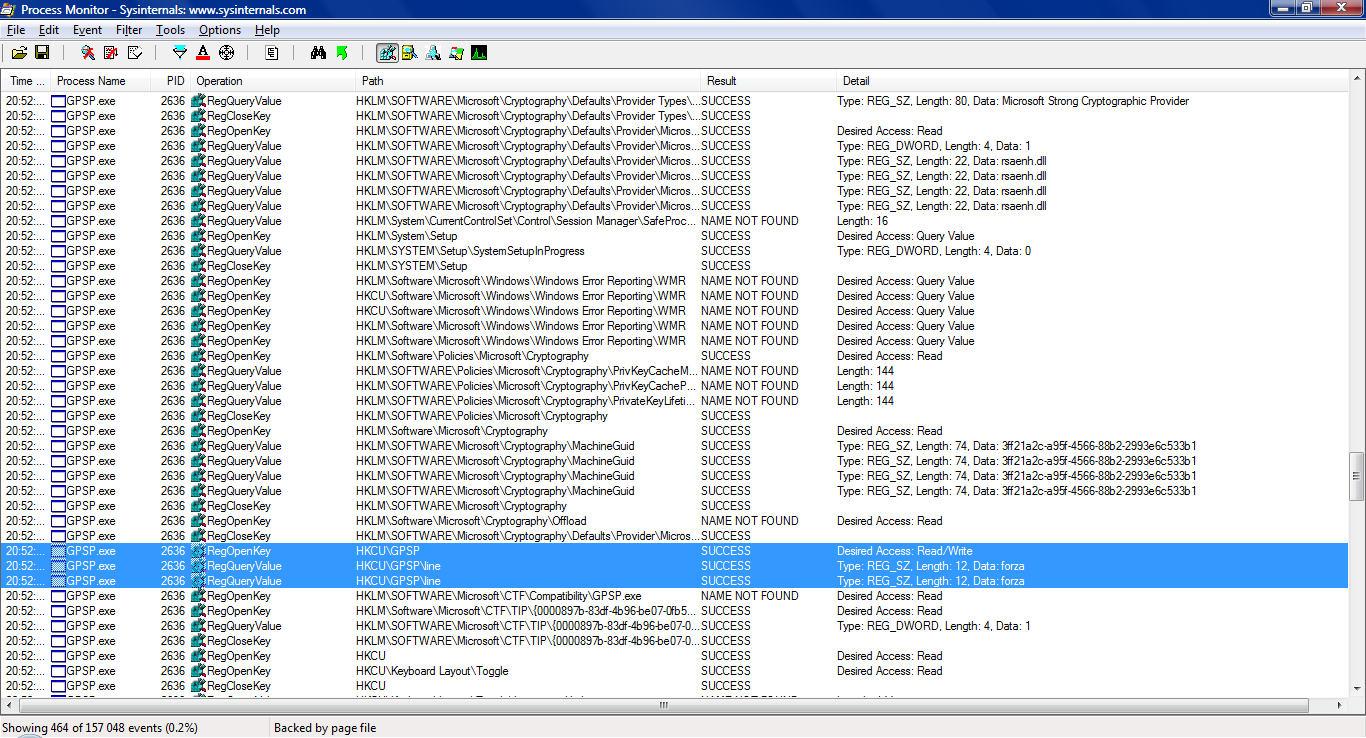 Process Monitor - Sysinternals: www.sysinternals.com
File Edit Event Filter Tools Options Help
Time ... Process Name PID Operation Path Result Detail
20:52:... GPSP.exe 2636 RegQueryValue HKLM\SOFTWARE\Microsoft\Cryptography\Defaults\Provider Types\... SUCCESS Type: REG_SZ, Length: 80, Data: Microsoft Strong Cryptographic Provider
20:52:... GPSP.exe 2636 RegCloseKey HKLM\SOFTWARE\Microsoft\Cryptography\Defaults\Provider Types\... SUCCESS
20:52:... GPSP.exe 2636 RegOpenKey HKLM\SOFTWARE\Microsoft\Cryptography\Defaults\Provider\Micros... SUCCESS Desired Access: Read
20:52:... GPSP.exe 2636 RegQueryValue HKLM\SOFTWARE\Microsoft\Cryptography\Defaults\Provider\Micros... SUCCESS Type: REG_DWORD, Length: 4, Data: 1
20:52:... GPSP.exe 2636 RegQueryValue HKLM\SOFTWARE\Microsoft\Cryptography\Defaults\Provider\Micros... SUCCESS Type: REG_SZ, Length: 22, Data: rsaenh.dll
20:52:... GPSP.exe 2636 RegQueryValue HKLM\SOFTWARE\Microsoft\Cryptography\Defaults\Provider\Micros... SUCCESS Type: REG_SZ, Length: 22, Data: rsaenh.dll
20:52:... GPSP.exe 2636 RegQueryValue HKLM\SOFTWARE\Microsoft\Cryptography\Defaults\Provider\Micros... SUCCESS Type: REG_SZ, Length: 22, Data: rsaenh.dll
20:52:... GPSP.exe 2636 RegQueryValue HKLM\SOFTWARE\Microsoft\Cryptography\Defaults\Provider\Micros... SUCCESS Type: REG_SZ, Length: 22, Data: rsaenh.dll
20:52:... GPSP.exe 2636 RegQueryValue HKLM\System\CurrentControlSet\Control\Session Manager\SafeProc... NAME NOT FOUND Length: 16
20:52:... GPSP.exe 2636 RegOpenKey HKLM\System\Setup SUCCESS Desired Access: Query Value
20:52:... GPSP.exe 2636 RegQueryValue HKLM\SYSTEM\Setup\SystemSetupInProgress SUCCESS Type: REG_DWORD, Length: 4, Data: 0
20:52:... GPSP.exe 2636 RegCloseKey HKLM\SYSTEM\Setup SUCCESS
20:52:... GPSP.exe 2636 RegOpenKey HKLM\Software\Microsoft\Windows\Windows Error Reporting\WMR NAME NOT FOUND Desired Access: Query Value
20:52:... GPSP.exe 2636 RegOpenKey HKCU\Software\Microsoft\Windows\Windows Error Reporting\WMR NAME NOT FOUND Desired Access: Query Value
20:52:... GPSP.exe 2636 RegOpenKey HKCU\Software\Microsoft\Windows\Windows Error Reporting\WMR NAME NOT FOUND Desired Access: Query Value
20:52:... GPSP.exe 2636 RegOpenKey HKLM\Software\Microsoft\Windows\Windows Error Reporting\WMR NAME NOT FOUND Desired Access: Query Value
20:52:... GPSP.exe 2636 RegOpenKey HKLM\Software\Microsoft\Windows\Windows Error Reporting\WMR NAME NOT FOUND Desired Access: Query Value
20:52:... GPSP.exe 2636 RegOpenKey HKLM\Software\Policies\Microsoft\Cryptography SUCCESS Desired Access: Read
20:52:... GPSP.exe 2636 RegQueryValue HKLM\SOFTWARE\Policies\Microsoft\Cryptography\PrivKeyCacheM... NAME NOT FOUND Length: 144
20:52:... GPSP.exe 2636 RegQueryValue HKLM\SOFTWARE\Policies\Microsoft\Cryptography\PrivKeyCacheP... NAME NOT FOUND Length: 144
20:52:... GPSP.exe 2636 RegQueryValue HKLM\SOFTWARE\Policies\Microsoft\Cryptography\PrivateKeyLifeti... NAME NOT FOUND Length: 144
20:52:... GPSP.exe 2636 RegCloseKey HKLM\SOFTWARE\Policies\Microsoft\Cryptography SUCCESS
20:52:... GPSP.exe 2636 RegOpenKey HKLM\Software\Microsoft\Cryptography SUCCESS Desired Access: Read
20:52:... GPSP.exe 2636 RegQueryValue HKLM\SOFTWARE\Microsoft\Cryptography\MachineGuid SUCCESS Type: REG_SZ, Length: 74, Data: 3ff21a2c-a95f-4566-88b2-2993e6c533b1
20:52:... GPSP.exe 2636 RegQueryValue HKLM\SOFTWARE\Microsoft\Cryptography\MachineGuid SUCCESS Type: REG_SZ, Length: 74, Data: 3ff21a2c-a95f-4566-88b2-2993e6c533b1
20:52:... GPSP.exe 2636 RegQueryValue HKLM\SOFTWARE\Microsoft\Cryptography\MachineGuid SUCCESS Type: REG_SZ, Length: 74, Data: 3ff21a2c-a95f-4566-88b2-2993e6c533b1
20:52:... GPSP.exe 2636 RegQueryValue HKLM\SOFTWARE\Microsoft\Cryptography\MachineGuid SUCCESS Type: REG_SZ, Length: 74, Data: 3ff21a2c-a95f-4566-88b2-2993e6c533b1
20:52:... GPSP.exe 2636 RegCloseKey HKLM\SOFTWARE\Microsoft\Cryptography SUCCESS
20:52:... GPSP.exe 2636 RegOpenKey HKLM\Software\Microsoft\Cryptography\Offload NAME NOT FOUND Desired Access: Read
20:52:... GPSP.exe 2636 RegCloseKey HKLM\SOFTWARE\Microsoft\Cryptography\Defaults\Provider\Micros... SUCCESS
20:52:... GPSP.exe 2636 RegOpenKey HKCU\GPSP SUCCESS Desired Access: Read/Write
20:52:... GPSP.exe 2636 RegQueryValue HKCU\GPSP\line SUCCESS Type: REG_SZ, Length: 12, Data: forza
20:52:... GPSP.exe 2636 RegQueryValue HKCU\GPSP\line SUCCESS Type: REG_SZ, Length: 12, Data: forza
20:52:... GPSP.exe 2636 RegOpenKey HKLM\SOFTWARE\Microsoft\CTF\Compatibility\GPSP.exe NAME NOT FOUND Desired Access: Read
20:52:... GPSP.exe 2636 RegOpenKey HKLM\Software\Microsoft\CTF\TIP\{0000897b-83df-4b96-be07-0fb5... SUCCESS Desired Access: Read
20:52:... GPSP.exe 2636 RegQueryValue HKLM\SOFTWARE\Microsoft\CTF\TIP\{0000897b-83df-4b96-be07-0... SUCCESS Type: REG_DWORD, Length: 4, Data: 1
20:52:... GPSP.exe 2636 RegCloseKey HKLM\SOFTWARE\Microsoft\CTF\TIP\{0000897b-83df-4b96-be07-0... SUCCESS
20:52:... GPSP.exe 2636 RegOpenKey HKCU SUCCESS Desired Access: Read
20:52:... GPSP.exe 2636 RegOpenKey HKCU\Keyboard Layout\Toggle SUCCESS Desired Access: Read
20:52:... GPSP.exe 2636 RegCloseKey HKCU SUCCESS
Showing 464 of 157 048 events (0.2%) Backed by page file